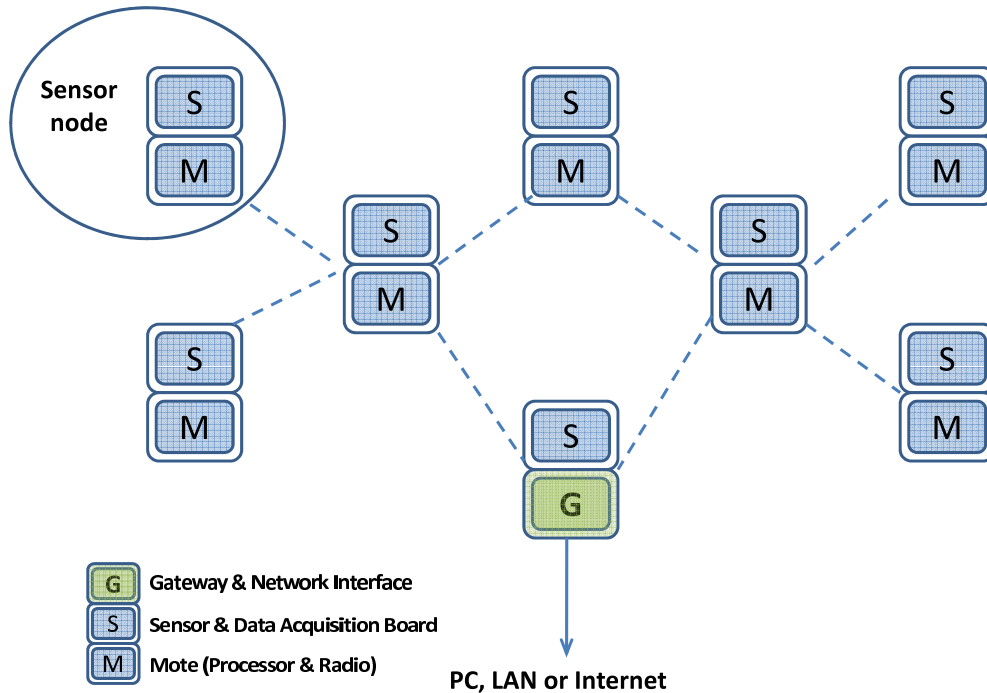 Sensor
node
S
M
S
M
S
M
S
M
S
M
S
M
S
M
S
G
G Gateway & Network Interface
S Sensor & Data Acquisition Board
M Mote (Processor & Radio)
PC, LAN or Internet